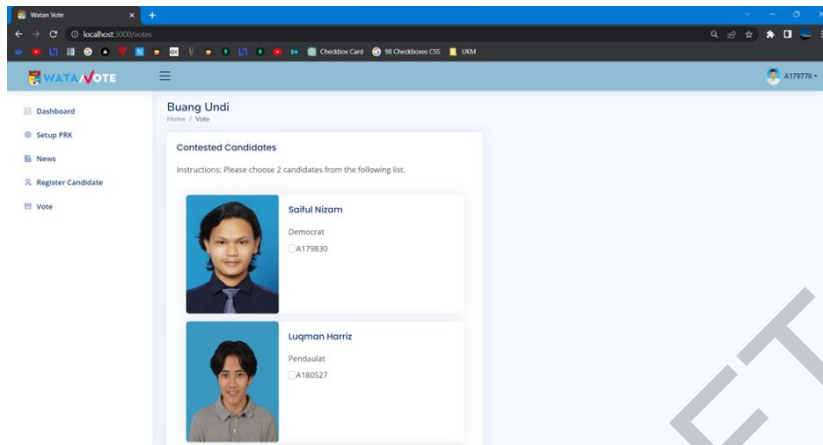 Watan Vote
localhost:3000/votes
Checkbox Card
98 Checkboxes CSS
UKM
WATANVOTE
A179776
Dashboard
Setup PRK
News
Register Candidate
Vote
Buang Undi
Home / Vote
Contested Candidates
Instructions: Please choose 2 candidates from the following list.
Saiful Nizam
Democrat
A179830
Luqman Harriz
Pendaulat
A180527
ET